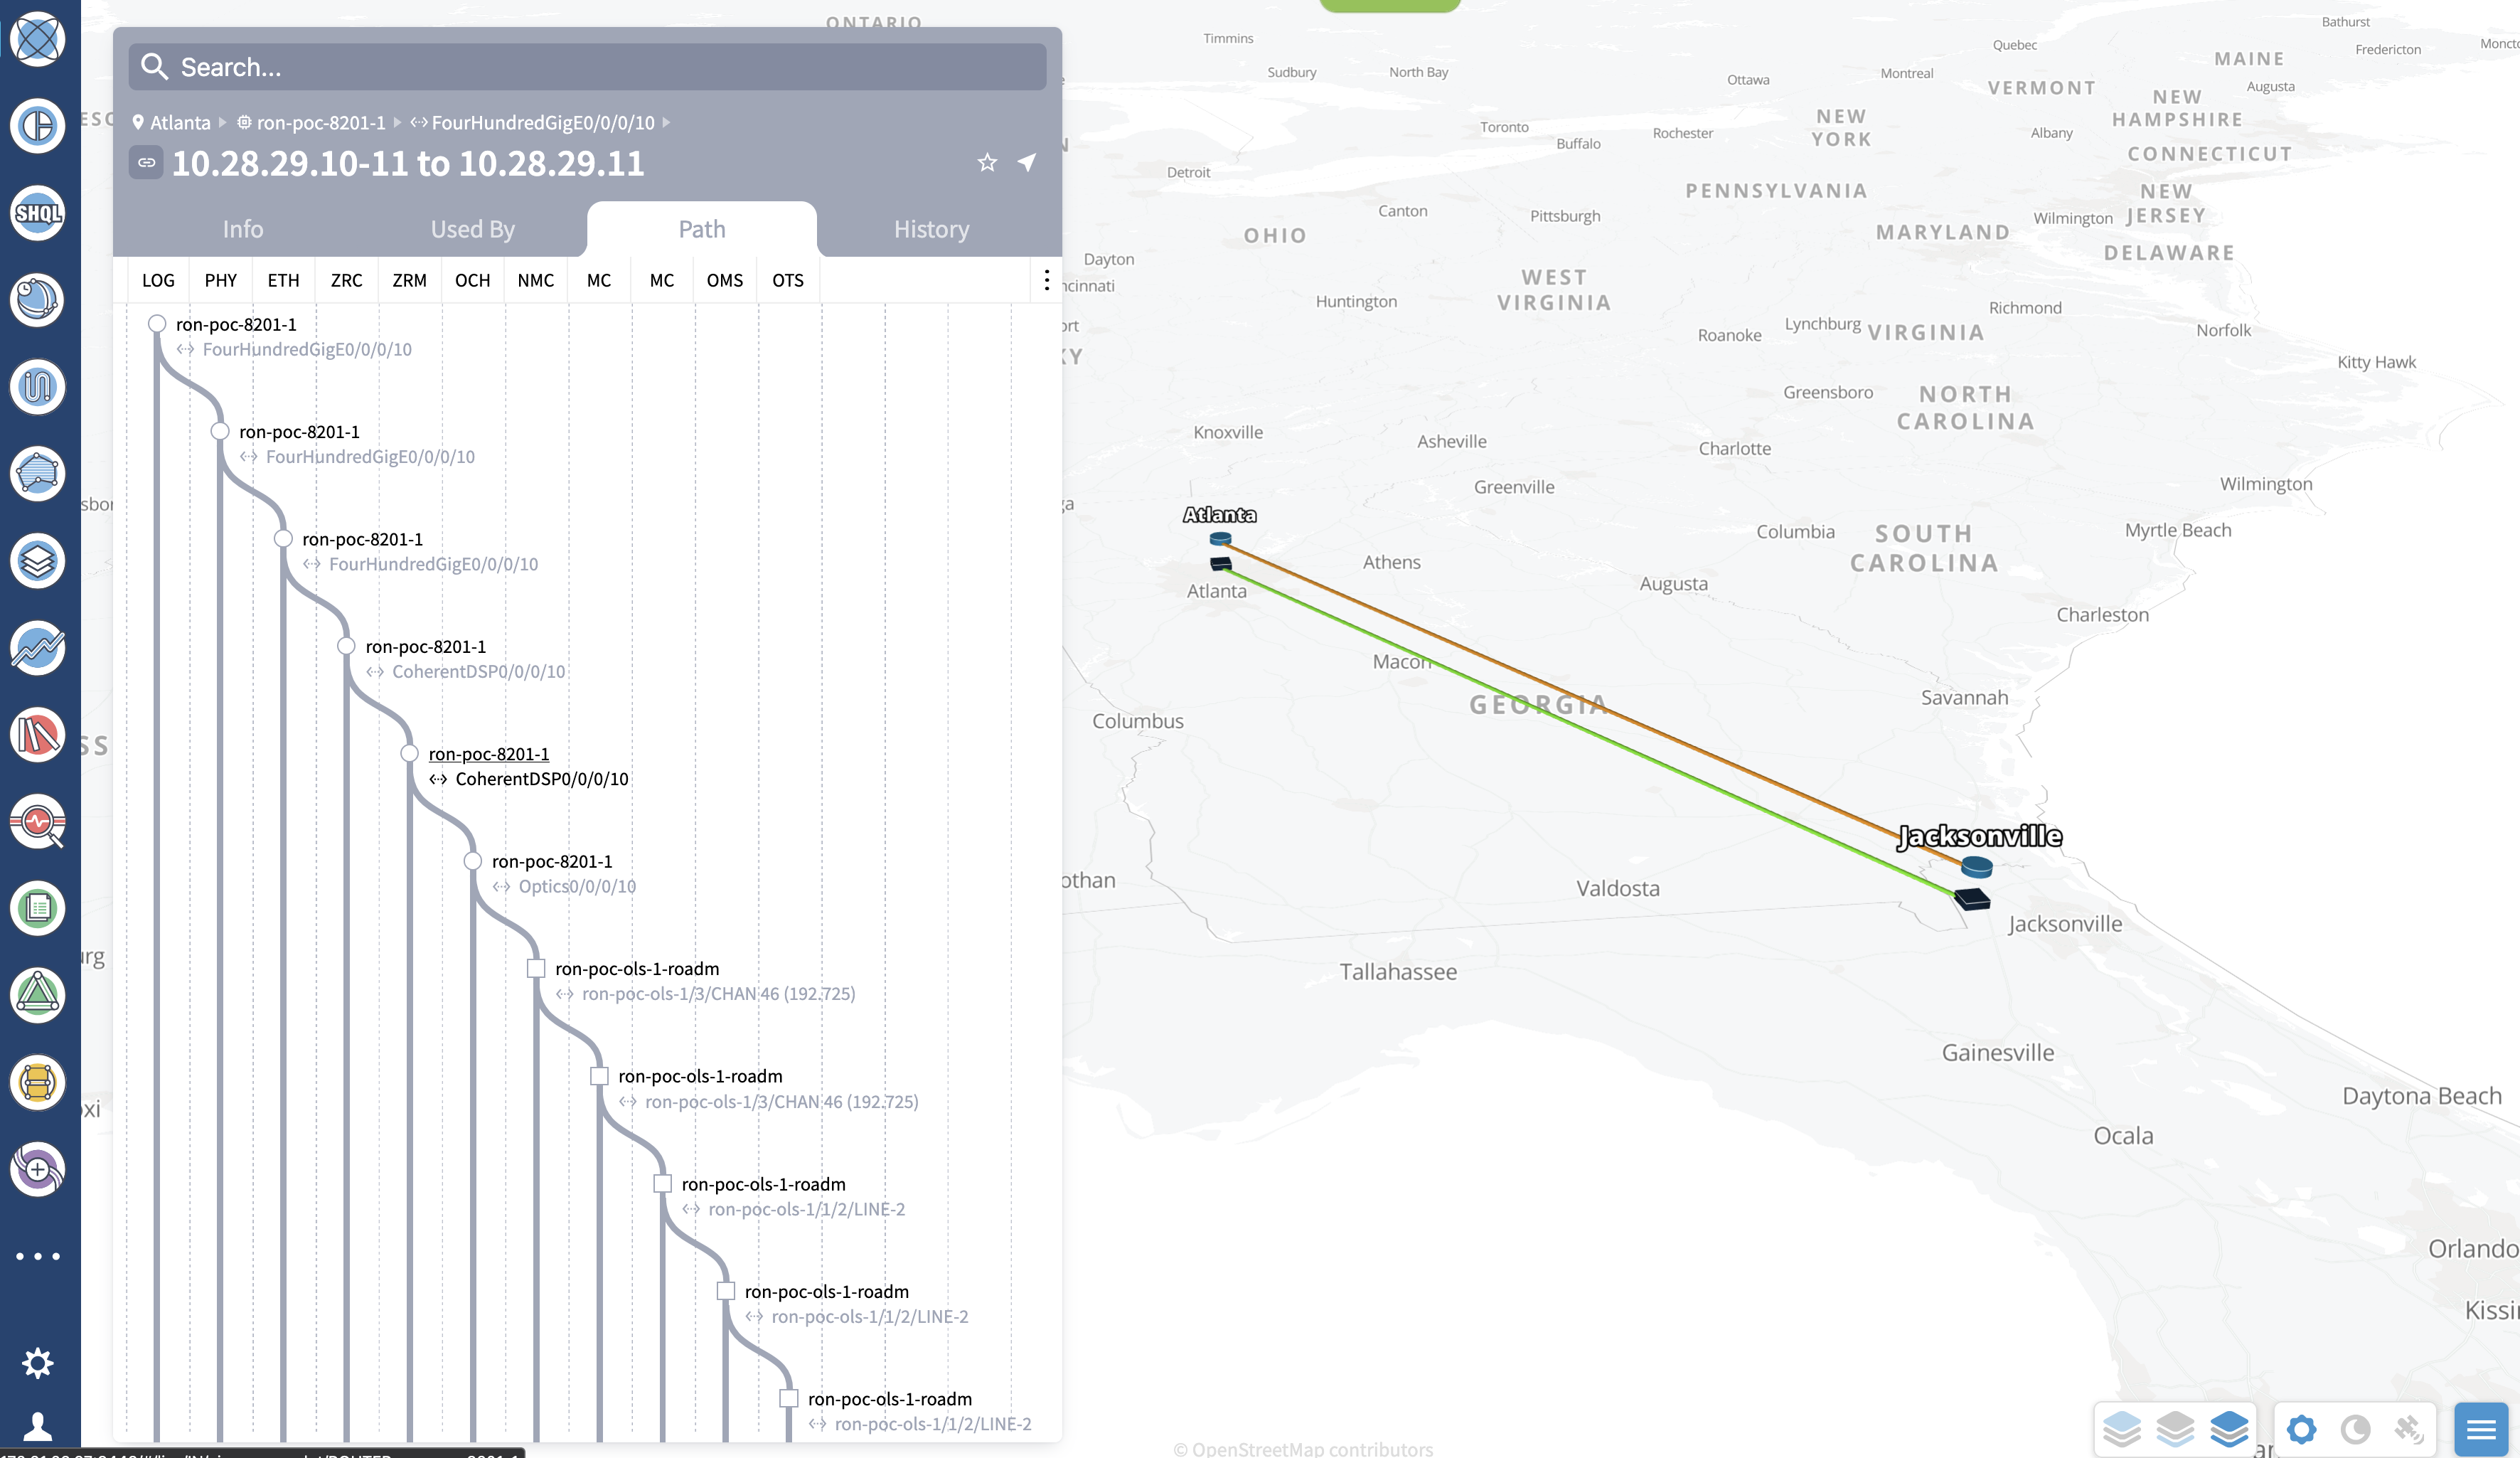 SHQL
Search...
Atlanta
ron-poc-8201-1
FourHundredGigE0/0/0/10
10.28.29.10-11 to 10.28.29.11
Info
Used By
Path
History
LOG PHY ETH ZRC ZRM OCH NMC MC MC OMS OTS
ron-poc-8201-1
FourHundredGigE0/0/0/10
ron-poc-8201-1
FourHundredGigE0/0/0/10
ron-poc-8201-1
FourHundredGigE0/0/0/10
ron-poc-8201-1
CoherentDSP0/0/0/10
ron-poc-8201-1
CoherentDSP0/0/0/10
ron-poc-8201-1
Optics0/0/0/10
ron-poc-ols-1-roadm
ron-poc-ols-1/3/CHAN 46 (192.725)
ron-poc-ols-1-roadm
ron-poc-ols-1/3/CHAN 46 (192.725)
ron-poc-ols-1-roadm
ron-poc-ols-1/1/2/LINE-2
ron-poc-ols-1-roadm
ron-poc-ols-1/1/2/LINE-2
ron-poc-ols-1-roadm
ron-poc-ols-1/1/2/LINE-2
ONTARIO
Timmins
Bathurst
Quebec
Fredericton
Sudbury
North Bay
Ottawa
Montreal
MAINE
Augusta
VERMONT
NEW
HAMPSHIRE
Toronto
Buffalo
Rochester
NEW
YORK
Albany
CONNECTICUT
Detroit
PENNSYLVANIA
NEW
JERSEY
Canton
Pittsburgh
Wilmington
OHIO
MARYLAND
DELAWARE
Dayton
WEST
VIRGINIA
Huntington
Richmond
Roanoke
Lynchburg
VIRGINIA
Norfolk
Kitty Hawk
Greensboro
NORTH
CAROLINA
Knoxville
Asheville
Charlotte
Greenville
Wilmington
Atlanta
Columbia
SOUTH
CAROLINA
Myrtle Beach
Athens
Atlanta
Augusta
Charleston
Macon
GEORGIA
Savannah
Columbus
Jacksonville
Valdosta
Jacksonville
Tallahassee
Gainesville
Daytona Beach
Ocala
Orlando
© OpenStreetMap contributors